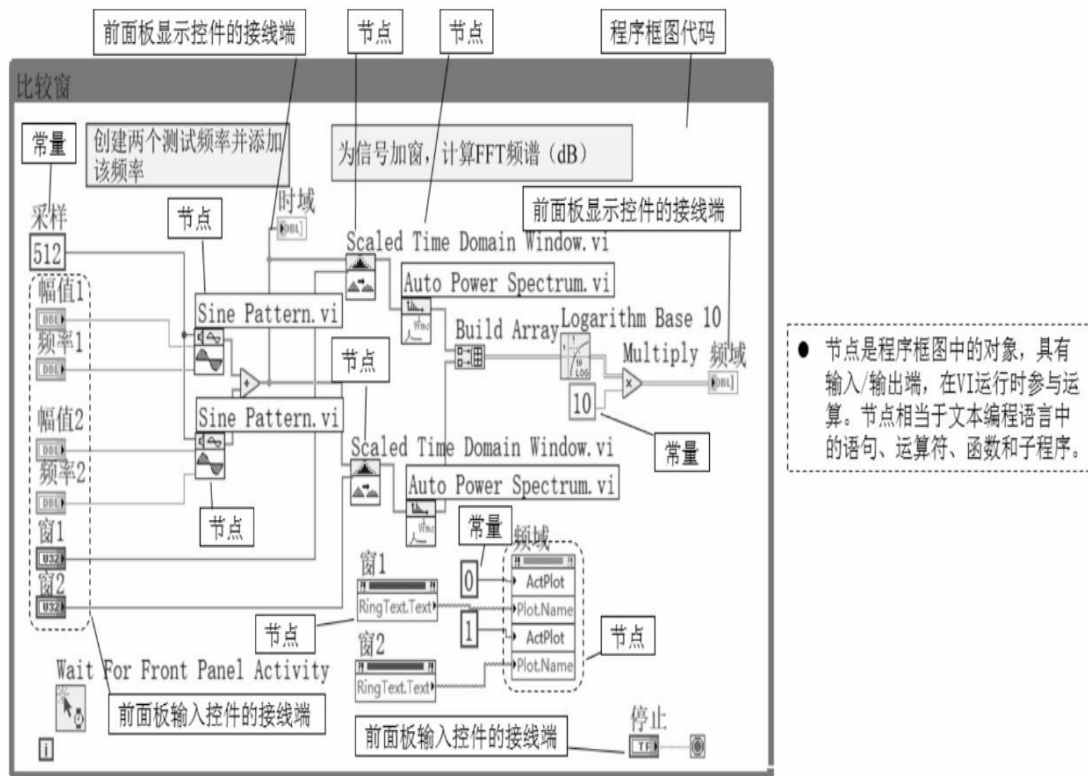 前面板显示控件的接线端
节点
节点
程序框图代码
比较窗
常量
创建两个测试频率并添加
该频率
为信号加窗，计算FFT频谱（dB）
前面板显示控件的接线端
采样
512
节点
时域
DBL]
Scaled Time Domain Window.vi
幅值1
DBL
Sine Pattern.vi
Auto Power Spectrum.vi
频率1
DBL
节点
Build Array
Logarithm Base 10
LOG
Multiply
频域
DBL]
10
常量
幅值2
DBL
Sine Pattern.vi
频率2
DBL
节点
Scaled Time Domain Window.vi
Auto Power Spectrum.vi
窗1
U32
窗2
U32
常量
频域
0
ActPlot
Plot.Name
1
ActPlot
Plot.Name
节点
窗1
RingText.Text
节点
窗2
RingText.Text
Wait For Front Panel Activity
前面板输入控件的接线端
i
前面板输入控件的接线端
停止
TF
● 节点是程序框图中的对象，具有
输入/输出端，在VI运行时参与运
算。节点相当于文本编程语言中
的语句、运算符、函数和子程序。